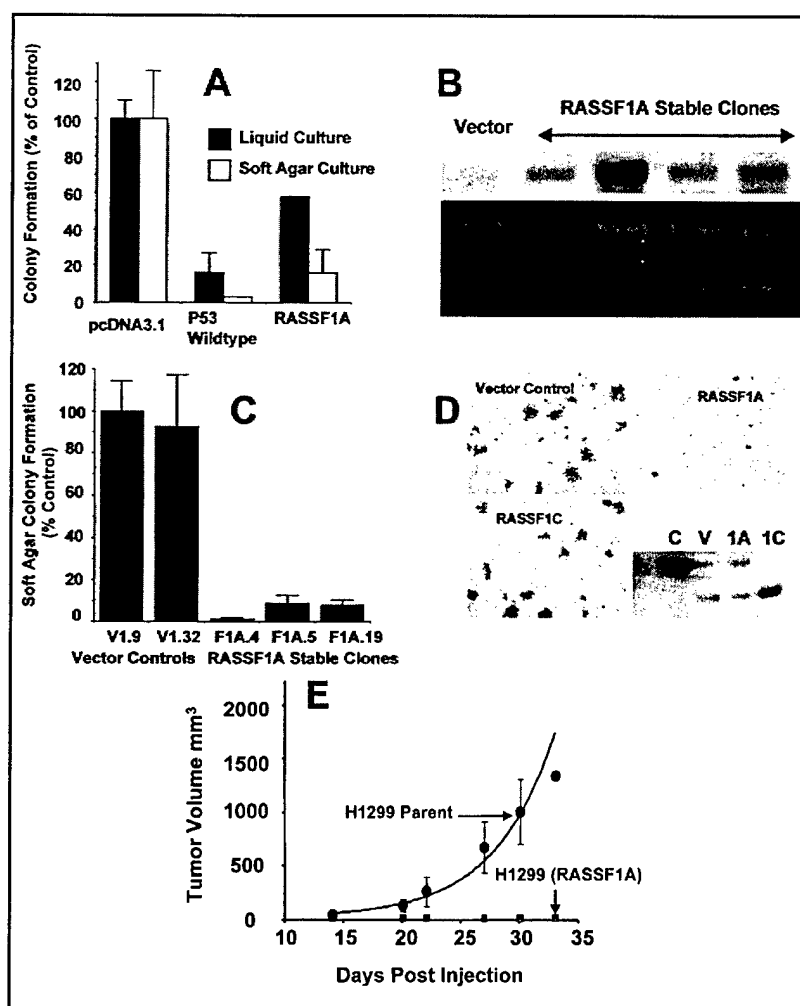 A
Colony Formation (% of Control)
120
100
80
60
40
20
0
Liquid Culture
Soft Agar Culture
pcDNA3.1
P53
Wildtype
RASSF1A
B
RASSF1A Stable Clones
Vector
C
Soft Agar Colony Formation
(% Control)
120
100
80
60
40
20
0
V1.9 V1.32 F1A.4 F1A.5 F1A.19
Vector Controls RASSF1A Stable Clones
D
Vector Control
RASSF1A
RASSF1C
C V 1A 1C
E
Tumor Volume mm³
2000
1500
1000
500
0
H1299 Parent
H1299 (RASSF1A)
10 15 20 25 30 35
Days Post Injection